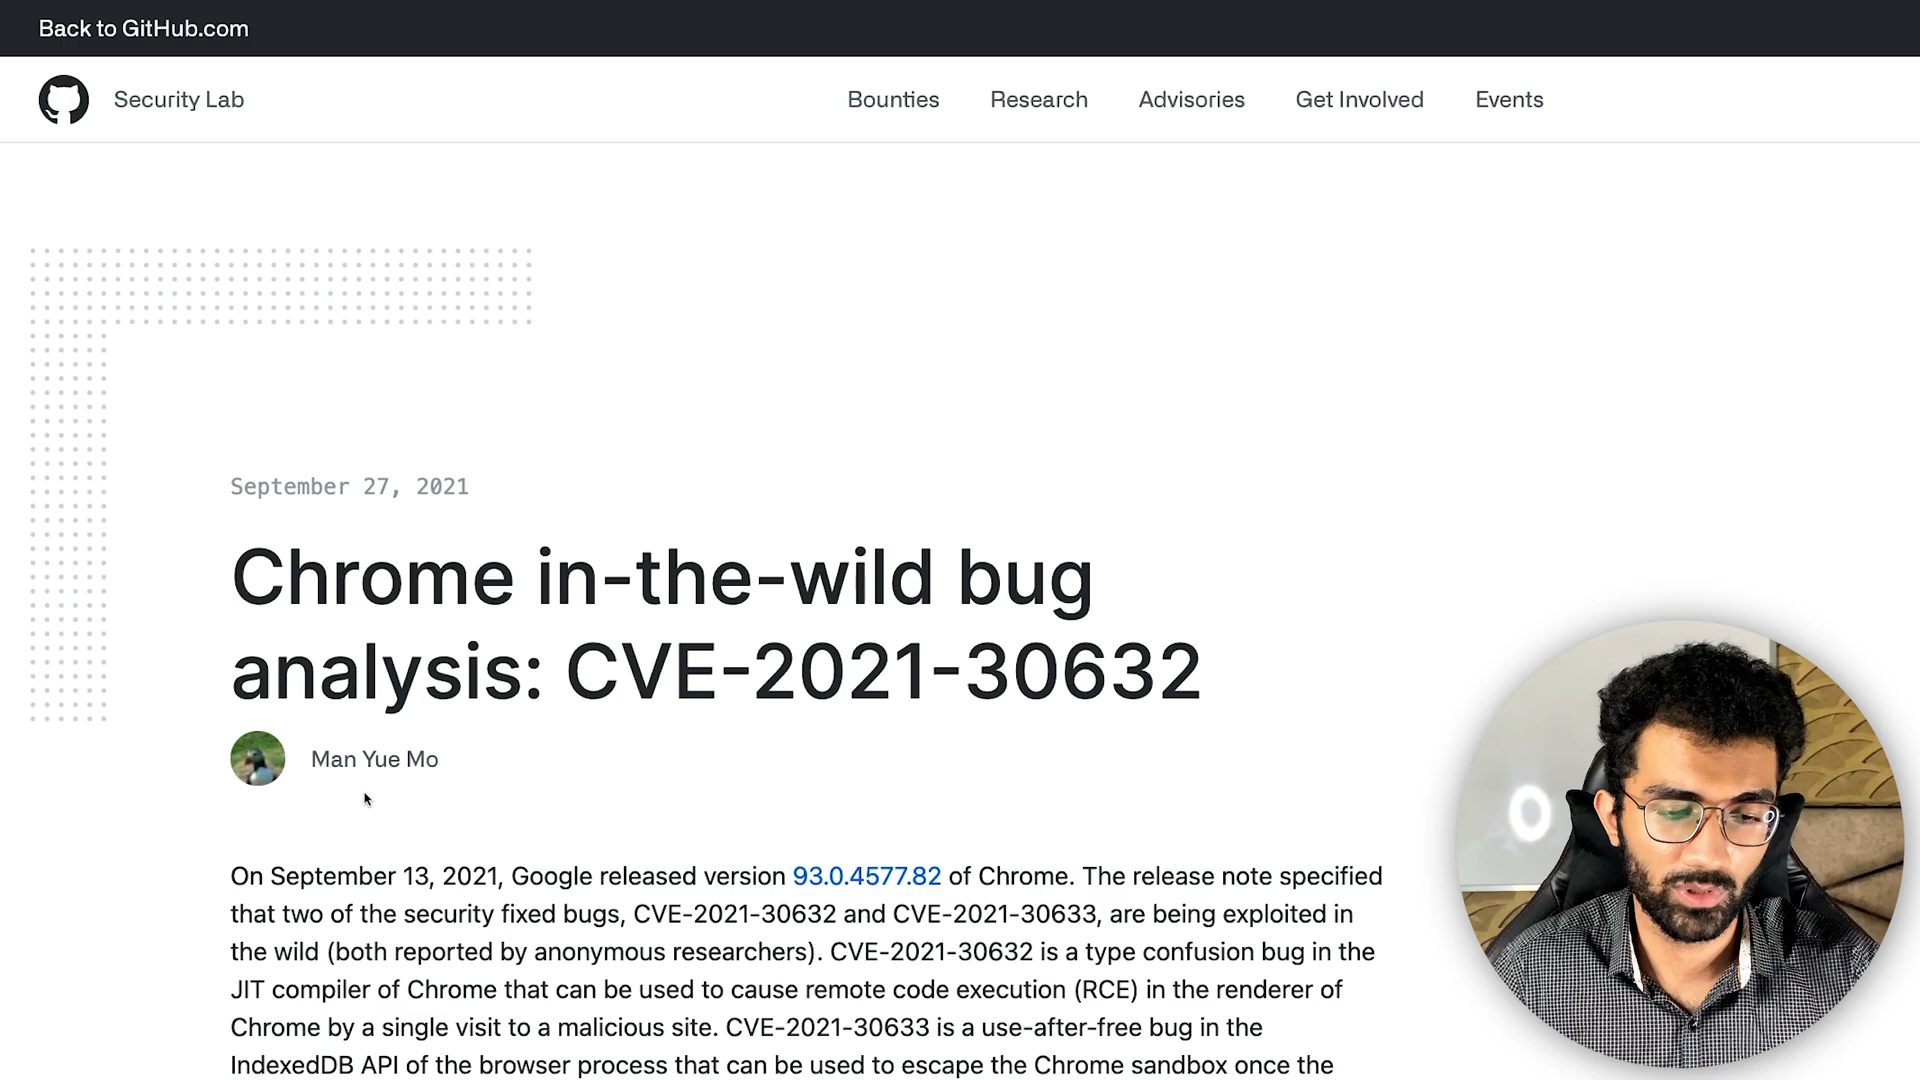 Back to GitHub.com
Security Lab
Bounties
Research
Advisories
Get Involved
Events
September 27, 2021
Chrome in-the-wild bug
analysis: CVE-2021-30632
Man Yue Mo
On September 13, 2021, Google released version 93.0.4577.82 of Chrome. The release note specified
that two of the security fixed bugs, CVE-2021-30632 and CVE-2021-30633, are being exploited in
the wild (both reported by anonymous researchers). CVE-2021-30632 is a type confusion bug in the
JIT compiler of Chrome that can be used to cause remote code execution (RCE) in the renderer of
Chrome by a single visit to a malicious site. CVE-2021-30633 is a use-after-free bug in the
IndexedDB API of the browser process that can be used to escape the Chrome sandbox once the